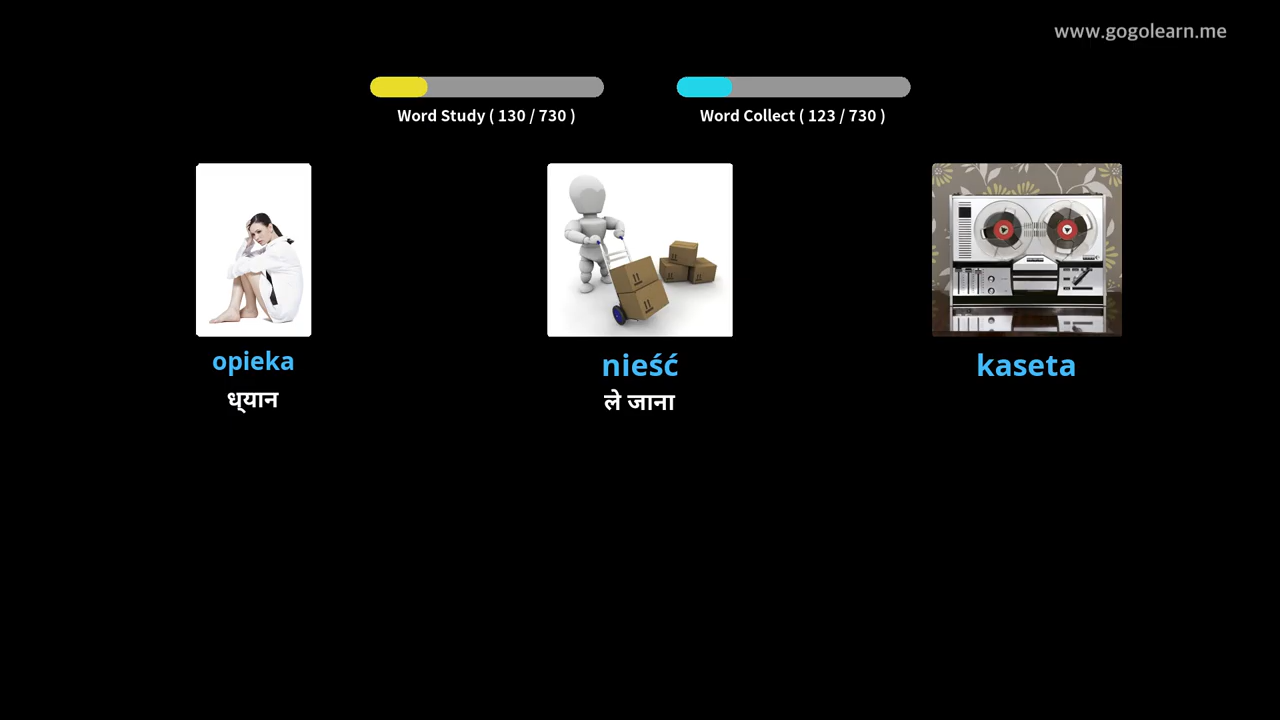 www.gogolearn.me
Word Study ( 130 / 730 )
Word Collect ( 123 / 730 )
opieka
ध्यान
nieść
ले जाना
kaseta